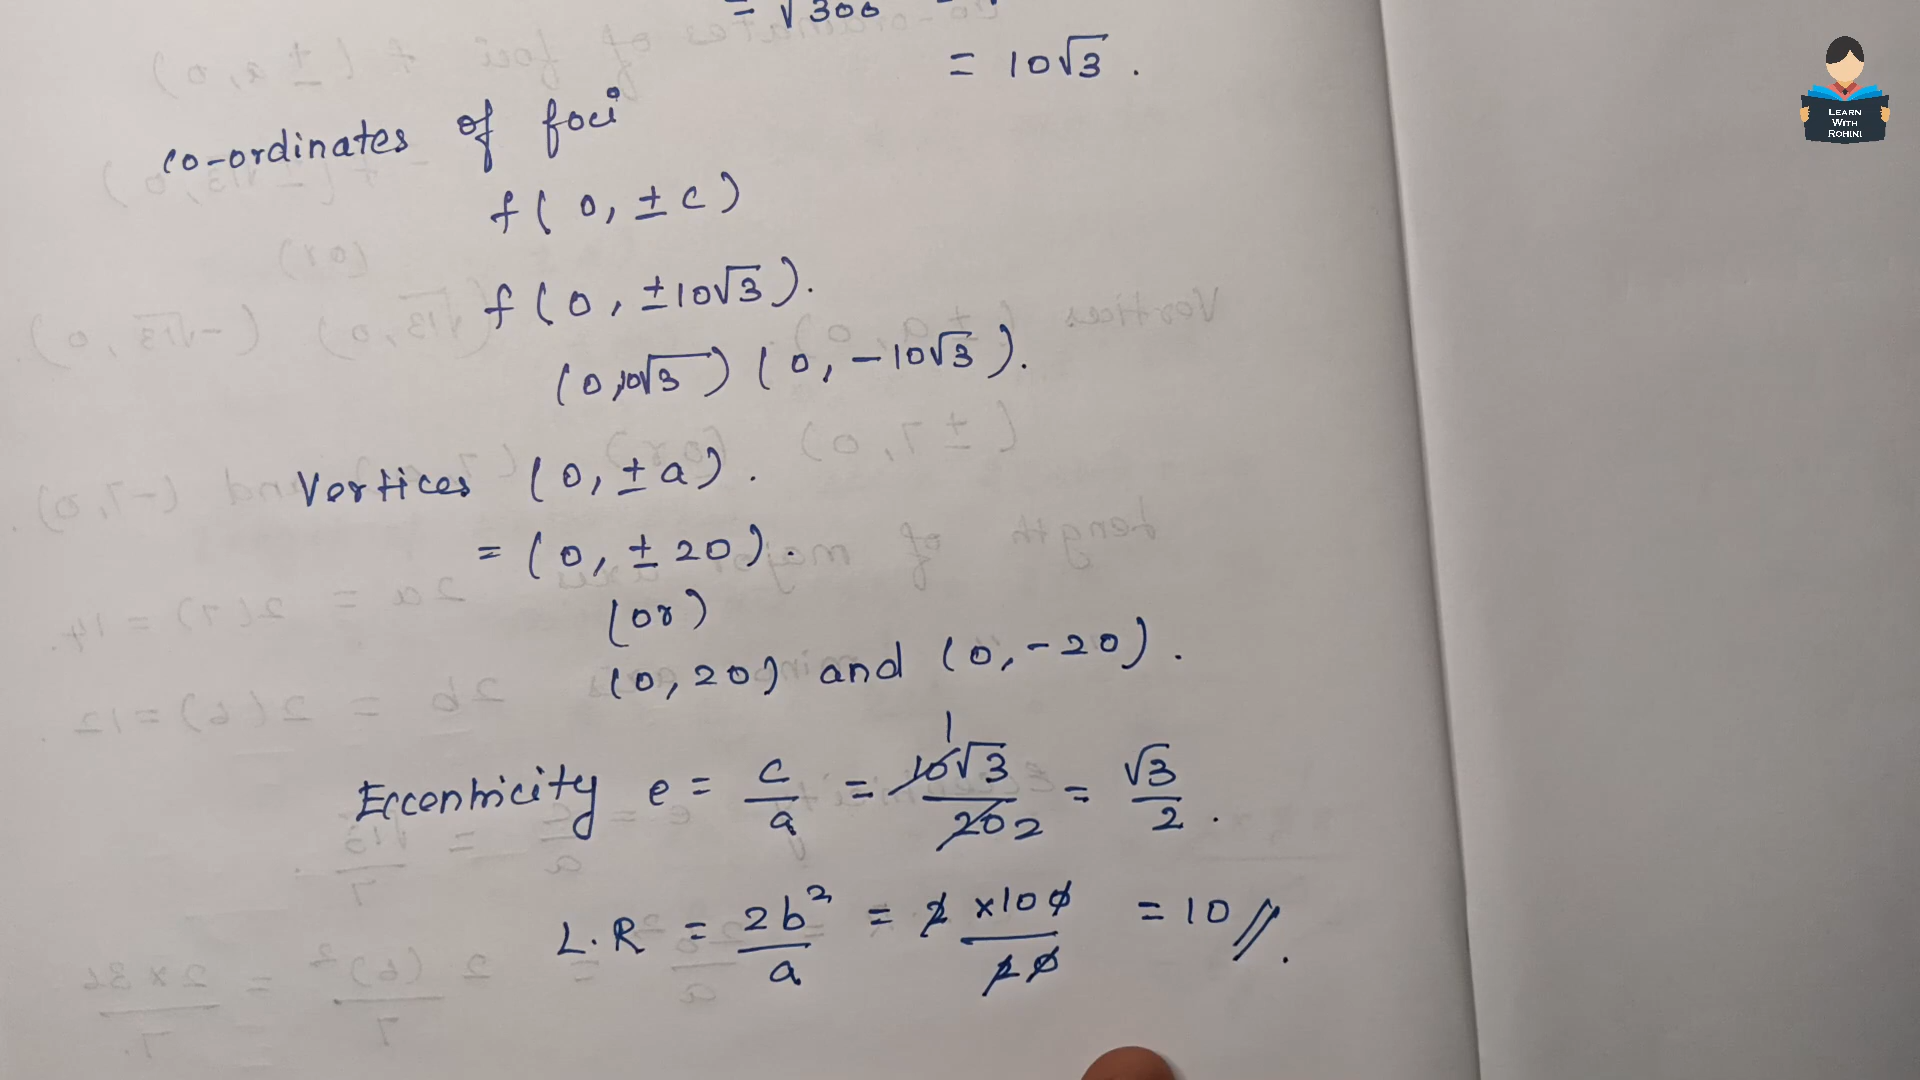 = √300
= 10√3 .
co-ordinates of foci
f( 0, ± c )
f ( 0, ±10√3 ).
( 0, 10√3 ) ( 0, -10√3 ).
Vertices ( 0, ± a ) .
= ( 0, ± 20 ) .
(or)
(0, 20) and (0, -20) .
Eccentricity e = c/a = 10√3/20 = √3/2 .
L.R = 2b²/a = 2 × 100/20 = 10 //.
LEARN
WITH
ROHINI